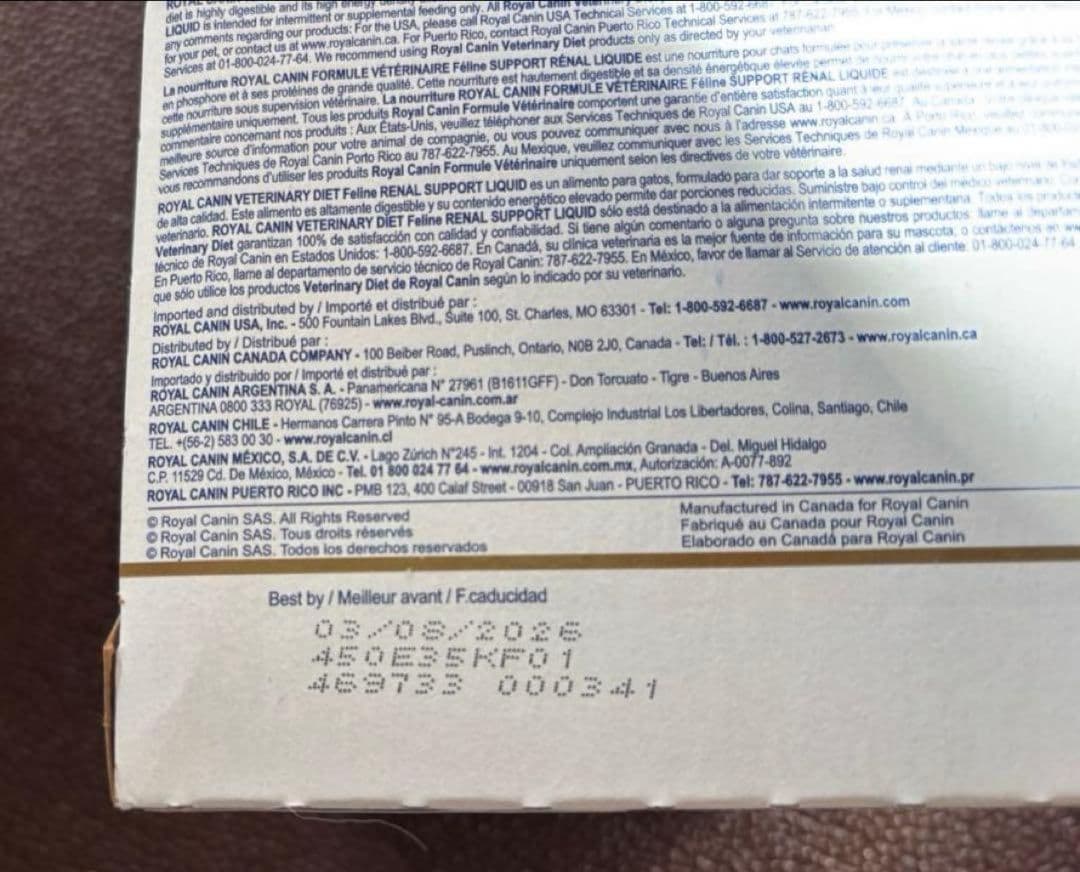 diet is highly digestible and its high energy
LIQUID is intended for intermittent or supplemental feeding only. All Royal Canin
any comments regarding our products: For the USA, please call Royal Canin USA Technical Services at 1-800-592-
for your pet, or contact us at www.royalcanin.ca. For Puerto Rico, contact Royal Canin Puerto Rico Technical Services at 787-622-7955.
Services at 01-800-024-77-64. We recommend using Royal Canin Veterinary Diet products only as directed by your veterinarian.
La nourriture ROYAL CANIN FORMULE VÉTÉRINAIRE Féline SUPPORT RÉNAL LIQUIDE est une nourriture pour chats formulée pour
en phosphore et à ses protéines de grande qualité. Cette nourriture est hautement digestible et sa densité énergétique élevée permet de
cette nourriture sous supervision vétérinaire. La nourriture ROYAL CANIN FORMULE VÉTÉRINAIRE Féline SUPPORT RÉNAL LIQUIDE
supplémentaire uniquement. Tous les produits Royal Canin Formule Vétérinaire comportent une garantie d'entière satisfaction quant à leur
commentaire concernant nos produits : Aux États-Unis, veuillez téléphoner aux Services Techniques de Royal Canin USA au 1-800-592-6687. Au Canada
meilleure source d'information pour votre animal de compagnie, ou vous pouvez communiquer avec nous à l'adresse www.royalcanin.ca. À Porto Rico,
Services Techniques de Royal Canin Porto Rico au 787-622-7955. Au Mexique, veuillez communiquer avec les Services Techniques de Royal Canin Mexique au
vous recommandons d'utiliser les produits Royal Canin Formule Vétérinaire uniquement selon les directives de votre vétérinaire.
ROYAL CANIN VETERINARY DIET Feline RENAL SUPPORT LIQUID es un alimento para gatos, formulado para dar soporte a la salud renal mediante un bajo nivel de
de alta calidad. Este alimento es altamente digestible y su contenido energético elevado permite dar porciones reducidas. Suministre bajo control del médico veterinario.
veterinario. ROYAL CANIN VETERINARY DIET Feline RENAL SUPPORT LIQUID sólo está destinado a la alimentación intermitente o suplementaria. Todos los productos
Veterinary Diet garantizan 100% de satisfacción con calidad y confiabilidad. Si tiene algún comentario o alguna pregunta sobre nuestros productos: llame al
técnico de Royal Canin en Estados Unidos: 1-800-592-6687. En Canadá, su clínica veterinaria es la mejor fuente de información para su mascota, o contáctenos en
En Puerto Rico, llame al departamento de servicio técnico de Royal Canin: 787-622-7955. En México, favor de llamar al Servicio de atención al cliente: 01-800-024 77 64
que sólo utilice los productos Veterinary Diet de Royal Canin según lo indicado por su veterinario.
Imported and distributed by / Importé et distribué par :
ROYAL CANIN USA, Inc. - 500 Fountain Lakes Blvd., Suite 100, St. Charles, MO 63301 - Tel: 1-800-592-6687 - www.royalcanin.com
Distributed by / Distribué par :
ROYAL CANIN CANADA COMPANY - 100 Beiber Road, Puslinch, Ontario, N0B 2J0, Canada - Tel: / Tél. : 1-800-527-2673 - www.royalcanin.ca
Importado y distribuido por / Importé et distribué par :
ROYAL CANIN ARGENTINA S. A. - Panamericana N° 27961 (B1611GFF) - Don Torcuato - Tigre - Buenos Aires
ARGENTINA 0800 333 ROYAL (76925) - www.royal-canin.com.ar
ROYAL CANIN CHILE - Hermanos Carrera Pinto N° 95-A Bodega 9-10, Complejo Industrial Los Libertadores, Colina, Santiago, Chile
TEL. +(56-2) 583 00 30 - www.royalcanin.cl
ROYAL CANIN MÉXICO, S.A. DE C.V. - Lago Zúrich N°245 - Int. 1204 - Col. Ampliación Granada - Del. Miguel Hidalgo
C.P. 11529 Cd. De México, México - Tel. 01 800 024 77 64 - www.royalcanin.com.mx, Autorización: A-0077-892
ROYAL CANIN PUERTO RICO INC - PMB 123, 400 Calaf Street - 00918 San Juan - PUERTO RICO - Tel: 787-622-7955 - www.royalcanin.pr
© Royal Canin SAS. All Rights Reserved
© Royal Canin SAS. Tous droits réservés
© Royal Canin SAS. Todos los derechos reservados
Manufactured in Canada for Royal Canin
Fabriqué au Canada pour Royal Canin
Elaborado en Canadá para Royal Canin
Best by / Meilleur avant / F.caducidad
03/08/2026
450E35KF01
469733 000341